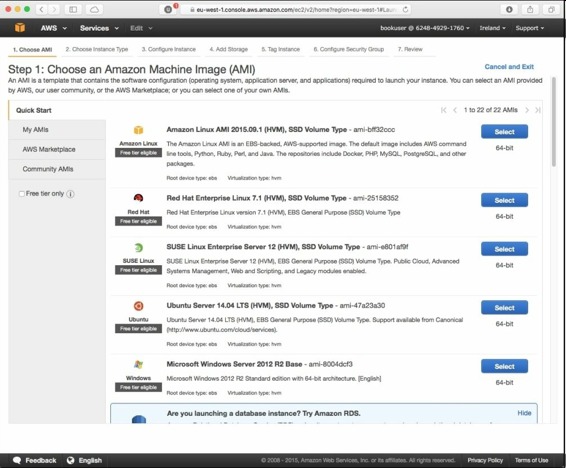 eu-west-1.console.aws.amazon.com/ec2/v2/home?region=eu-west-1#Laun
AWS Services Edit bookuser @ 6248-4929-1760 Ireland Support
1. Choose AMI 2. Choose Instance Type 3. Configure Instance 4. Add Storage 5. Tag Instance 6. Configure Security Group 7. Review
Step 1: Choose an Amazon Machine Image (AMI) Cancel and Exit
An AMI is a template that contains the software configuration (operating system, application server, and applications) required to launch your instance. You can select an AMI provided
by AWS, our user community, or the AWS Marketplace; or you can select one of your own AMIs.
Quick Start 1 to 22 of 22 AMIs
My AMIs
AWS Marketplace
Community AMIs
Free tier only
Amazon Linux
Free tier eligible
Amazon Linux AMI 2015.09.1 (HVM), SSD Volume Type - ami-bff32ccc
The Amazon Linux AMI is an EBS-backed, AWS-supported image. The default image includes AWS command
line tools, Python, Ruby, Perl, and Java. The repositories include Docker, PHP, MySQL, PostgreSQL, and other
packages.
Root device type: ebs Virtualization type: hvm
Select
64-bit
Red Hat
Free tier eligible
Red Hat Enterprise Linux 7.1 (HVM), SSD Volume Type - ami-25158352
Red Hat Enterprise Linux version 7.1 (HVM), EBS General Purpose (SSD) Volume Type
Root device type: ebs Virtualization type: hvm
Select
64-bit
SUSE Linux
Free tier eligible
SUSE Linux Enterprise Server 12 (HVM), SSD Volume Type - ami-e801af9f
SUSE Linux Enterprise Server 12 (HVM), EBS General Purpose (SSD) Volume Type. Public Cloud, Advanced
Systems Management, Web and Scripting, and Legacy modules enabled.
Root device type: ebs Virtualization type: hvm
Select
64-bit
Ubuntu
Free tier eligible
Ubuntu Server 14.04 LTS (HVM), SSD Volume Type - ami-47a23a30
Ubuntu Server 14.04 LTS (HVM), EBS General Purpose (SSD) Volume Type. Support available from Canonical
(http://www.ubuntu.com/cloud/services).
Root device type: ebs Virtualization type: hvm
Select
64-bit
Windows
Free tier eligible
Microsoft Windows Server 2012 R2 Base - ami-8004dcf3
Microsoft Windows 2012 R2 Standard edition with 64-bit architecture. [English]
Root device type: ebs Virtualization type: hvm
Select
64-bit
Are you launching a database instance? Try Amazon RDS. Hide
Feedback English © 2008 - 2015, Amazon Web Services, Inc. or its affiliates. All rights reserved. Privacy Policy Terms of Use